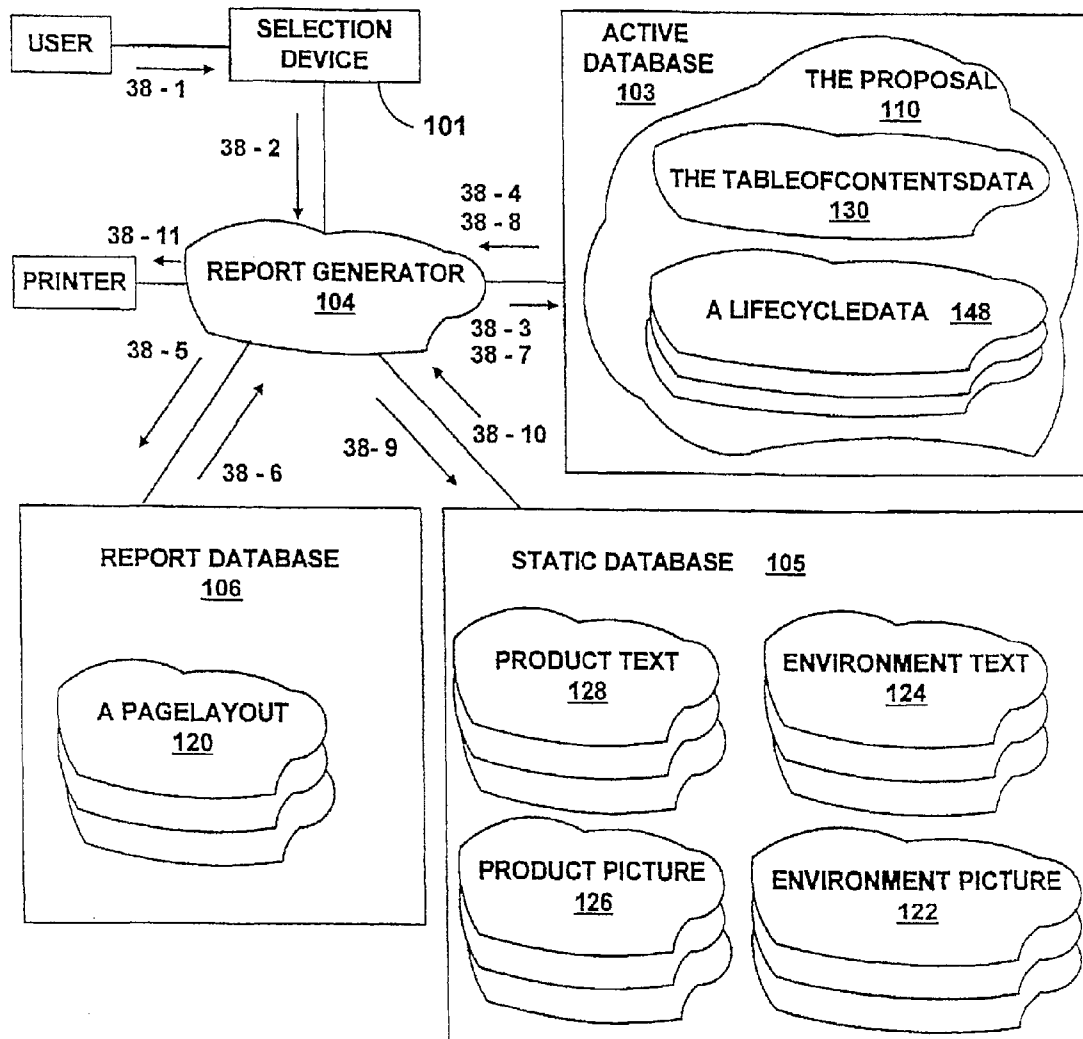 USER
SELECTION
DEVICE
38 - 1
101
38 - 2
ACTIVE
DATABASE
103
THE PROPOSAL
110
THE TABLEOFCONTENTSDATA
130
A LIFECYCLEDATA 148
38 - 4
38 - 8
38 - 11
PRINTER
REPORT GENERATOR
104
38 - 3
38 - 7
38 - 5
38 - 6
38- 9
38 - 10
REPORT DATABASE
106
A PAGELAYOUT
120
STATIC DATABASE 105
PRODUCT TEXT
128
ENVIRONMENT TEXT
124
PRODUCT PICTURE
126
ENVIRONMENT PICTURE
122